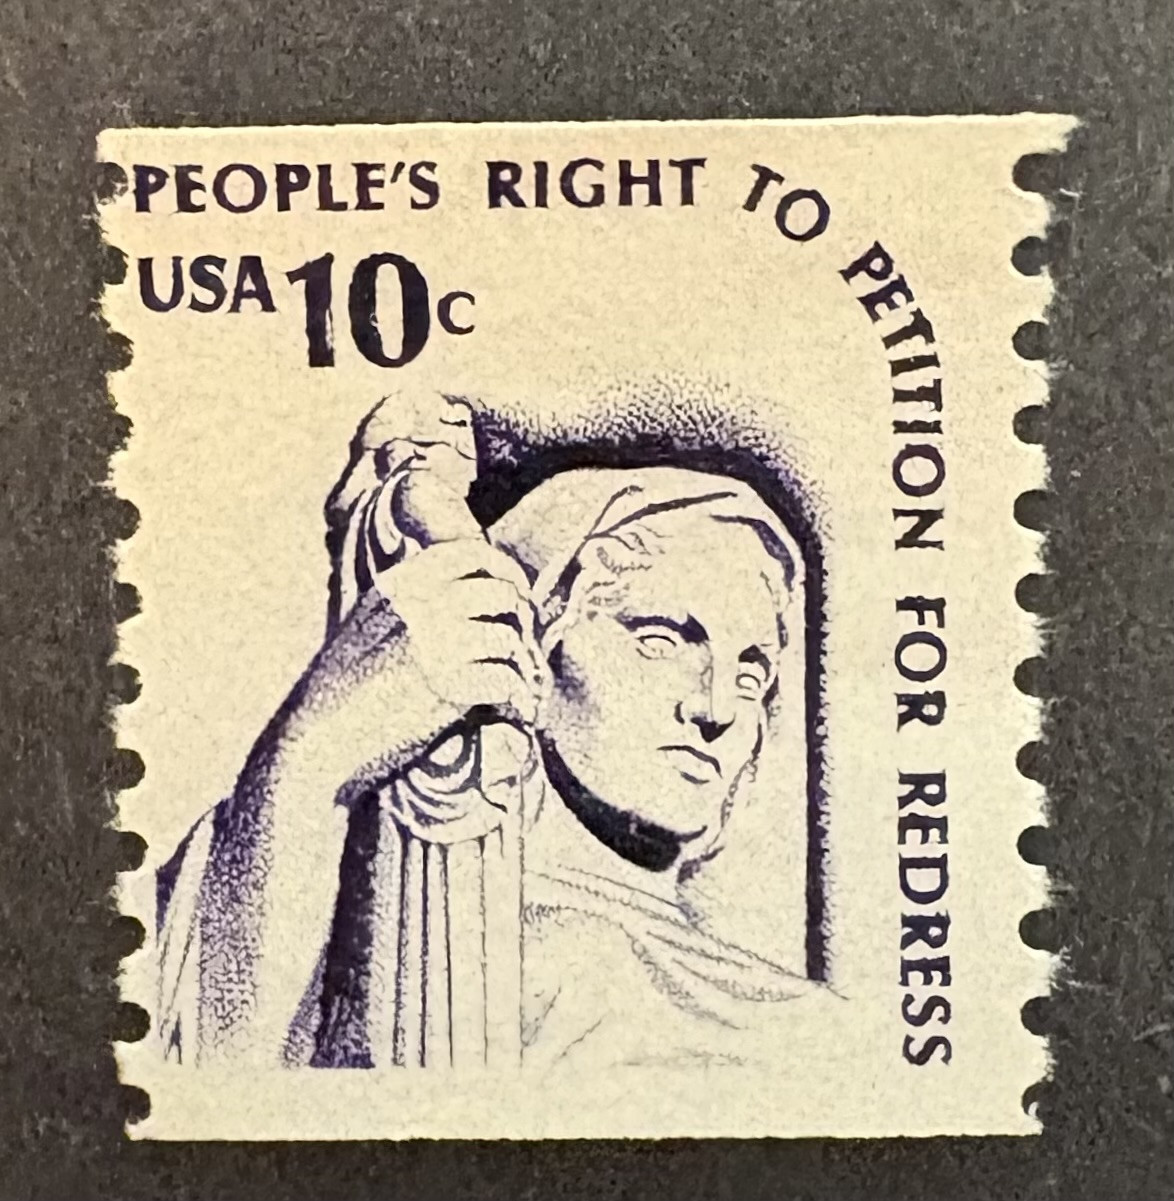 PEOPLE'S RIGHT TO PETITION FOR REDRESS
USA 10c